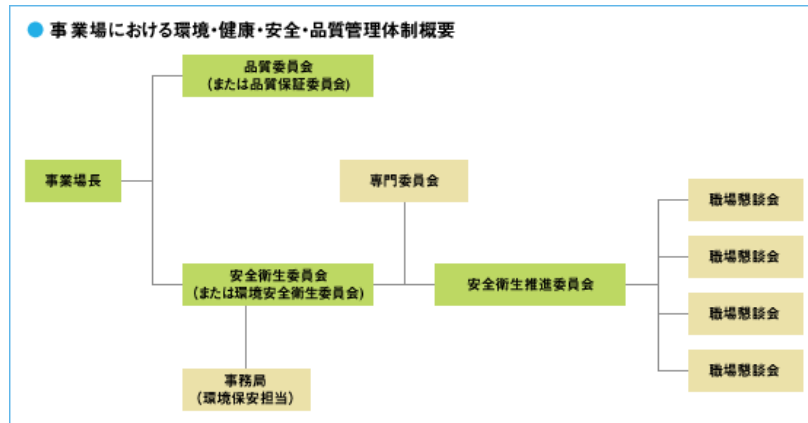 ● 事業場における環境・健康・安全・品質管理体制概要
品質委員会
(または品質保証委員会)
事業場長
専門委員会
職場懇談会
職場懇談会
安全衛生委員会
(または環境安全衛生委員会)
安全衛生推進委員会
職場懇談会
職場懇談会
事務局
(環境保安担当)